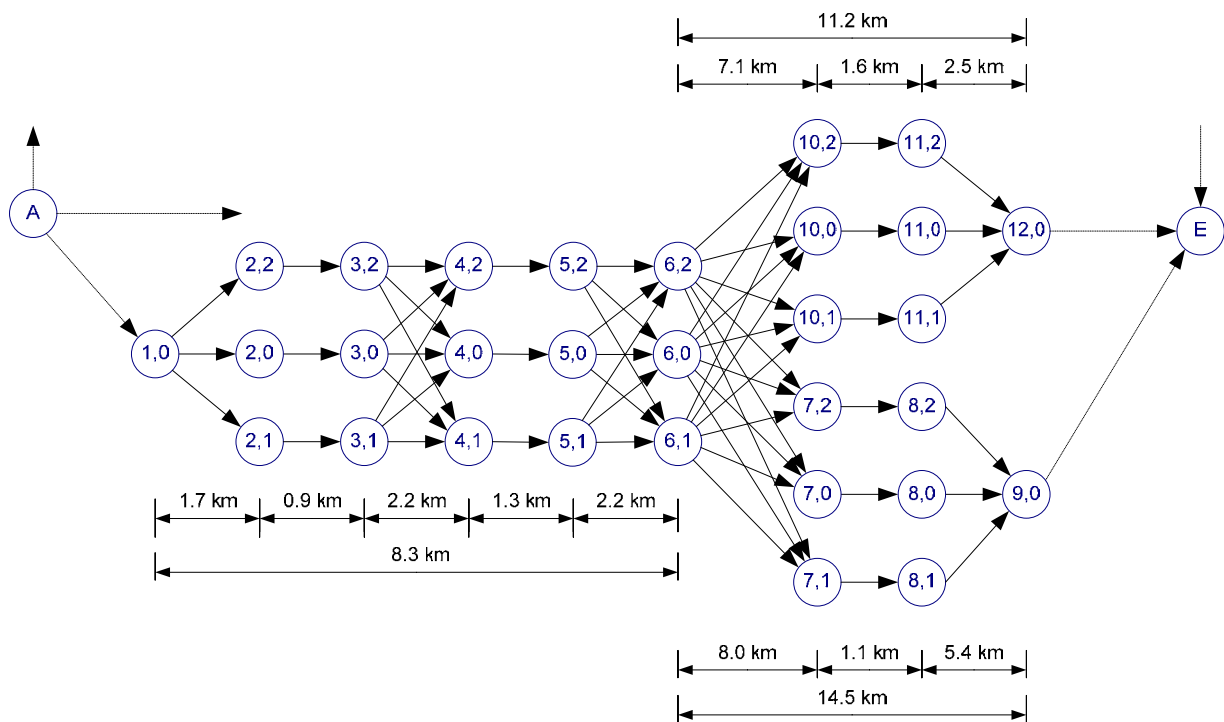 11.2 km
7.1 km 1.6 km 2.5 km
10,2 11,2
A 10,0 11,0 12,0 E
2,2 3,2 4,2 5,2 6,2
10,1 11,1
1,0 2,0 3,0 4,0 5,0 6,0
7,2 8,2
2,1 3,1 4,1 5,1 6,1
7,0 8,0 9,0
1.7 km 0.9 km 2.2 km 1.3 km 2.2 km
8.3 km
7,1 8,1
8.0 km 1.1 km 5.4 km
14.5 km